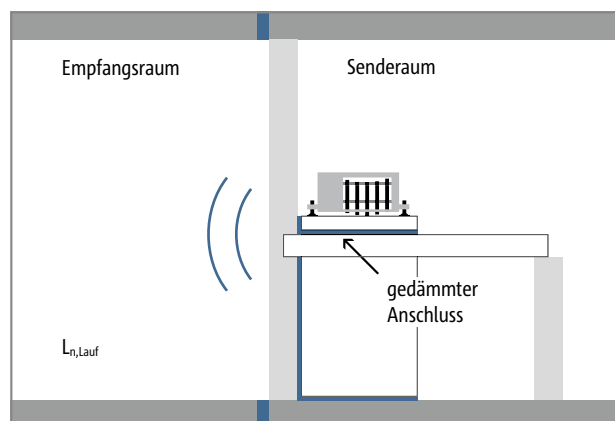 Empfangsraum
Senderaum
gedämmter
Anschluss
Ln,Lauf